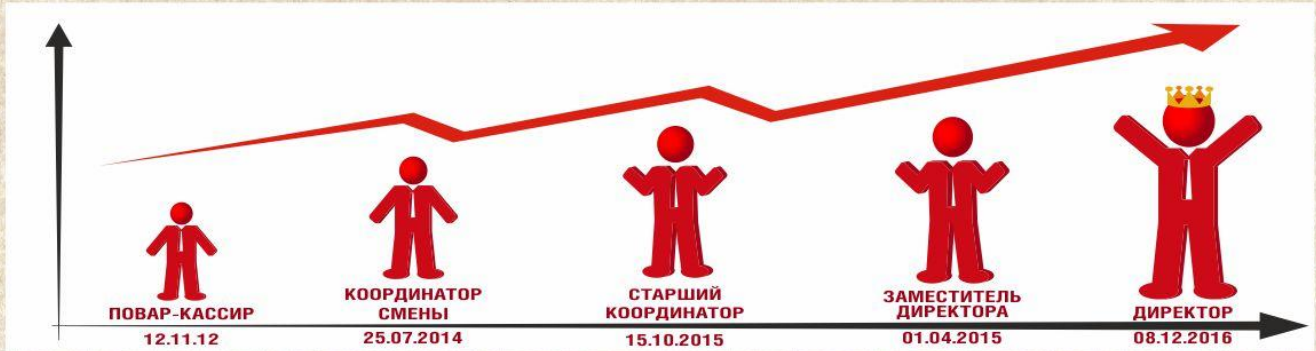 ПОВАР-КАССИР
12.11.12
КООРДИНАТОР
СМЕНЫ
25.07.2014
СТАРШИЙ
КООРДИНАТОР
15.10.2015
ЗАМЕСТИТЕЛЬ
ДИРЕКТОРА
01.04.2015
ДИРЕКТОР
08.12.2016